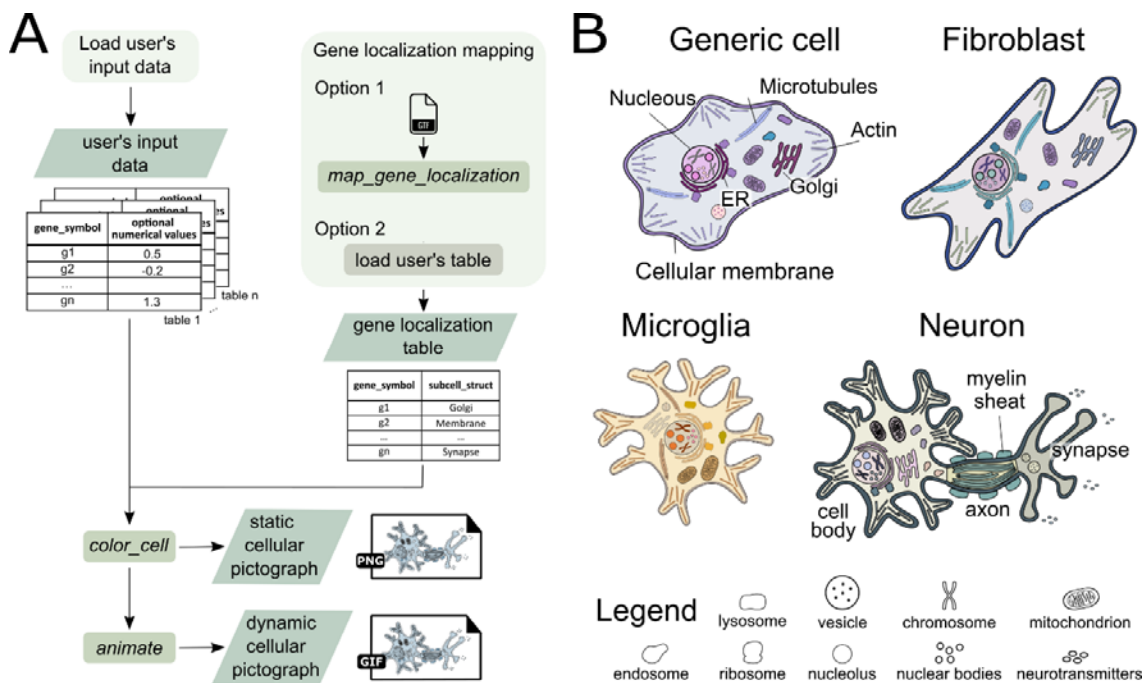 A
Load user's
input data
user's input
data
optional
gene_symbol
optional
numerical values
g1
0.5
g2
-0.2
...
gn
1.3
table 1
...
table n
Gene localization mapping
Option 1
GTF
map_gene_localization
Option 2
load user's table
gene localization
table
gene_symbol
subcell_struct
g1
Golgi
g2
Membrane
...
...
gn
Synapse
color_cell
static
cellular
pictograph
PNG
animate
dynamic
cellular
pictograph
GIF
B
Generic cell
Nucleous
Microtubules
Actin
ER
Golgi
Cellular membrane
Fibroblast
Microglia
Neuron
myelin
sheat
synapse
cell
body
axon
Legend
lysosome
vesicle
chromosome
mitochondrion
endosome
ribosome
nucleolus
nuclear bodies
neurotransmitters